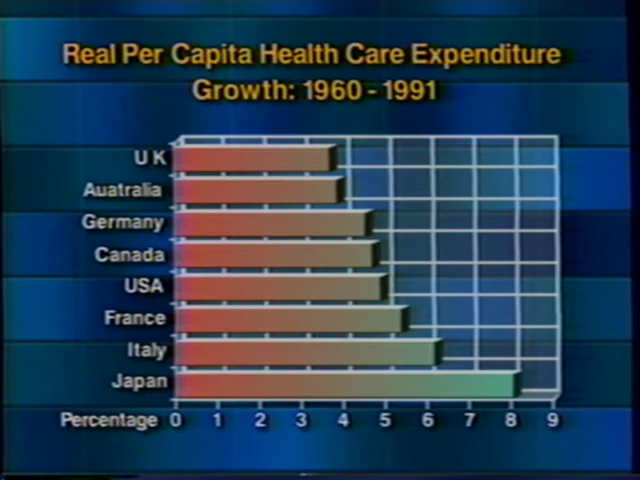 Real Per Capita Health Care Expenditure
Growth: 1960 - 1991
U K
Auatralia
Germany
Canada
USA
France
Italy
Japan
Percentage 0 1 2 3 4 5 6 7 8 9